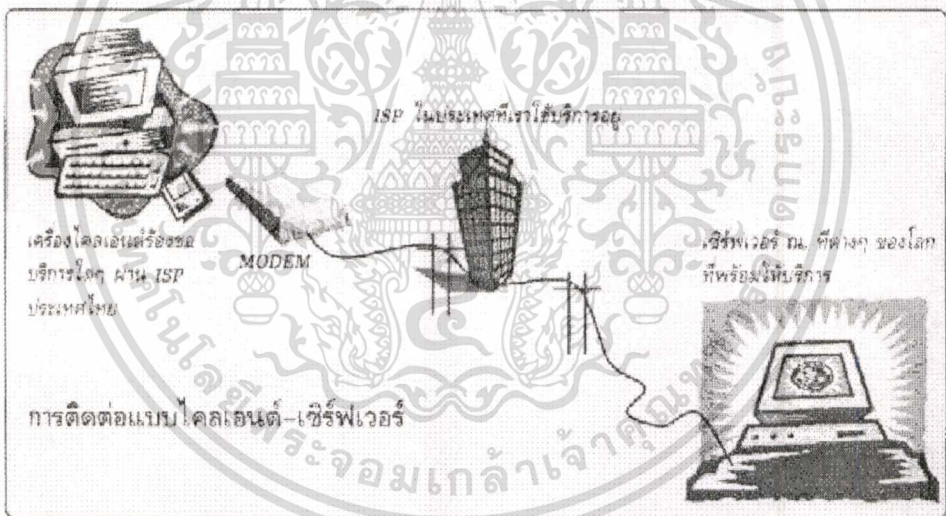 ISP ในประเทศที่เราใช้บริการอยู่
เครื่องไคลเอนต์ร้องขอ
บริการใดๆ ผ่าน ISP
ประเทศไทย
MODEM
เซิร์ฟเวอร์ ณ. ที่ต่างๆ ของโลก
ที่พร้อมให้บริการ
การติดต่อแบบไคลเอนต์-เซิร์ฟเวอร์